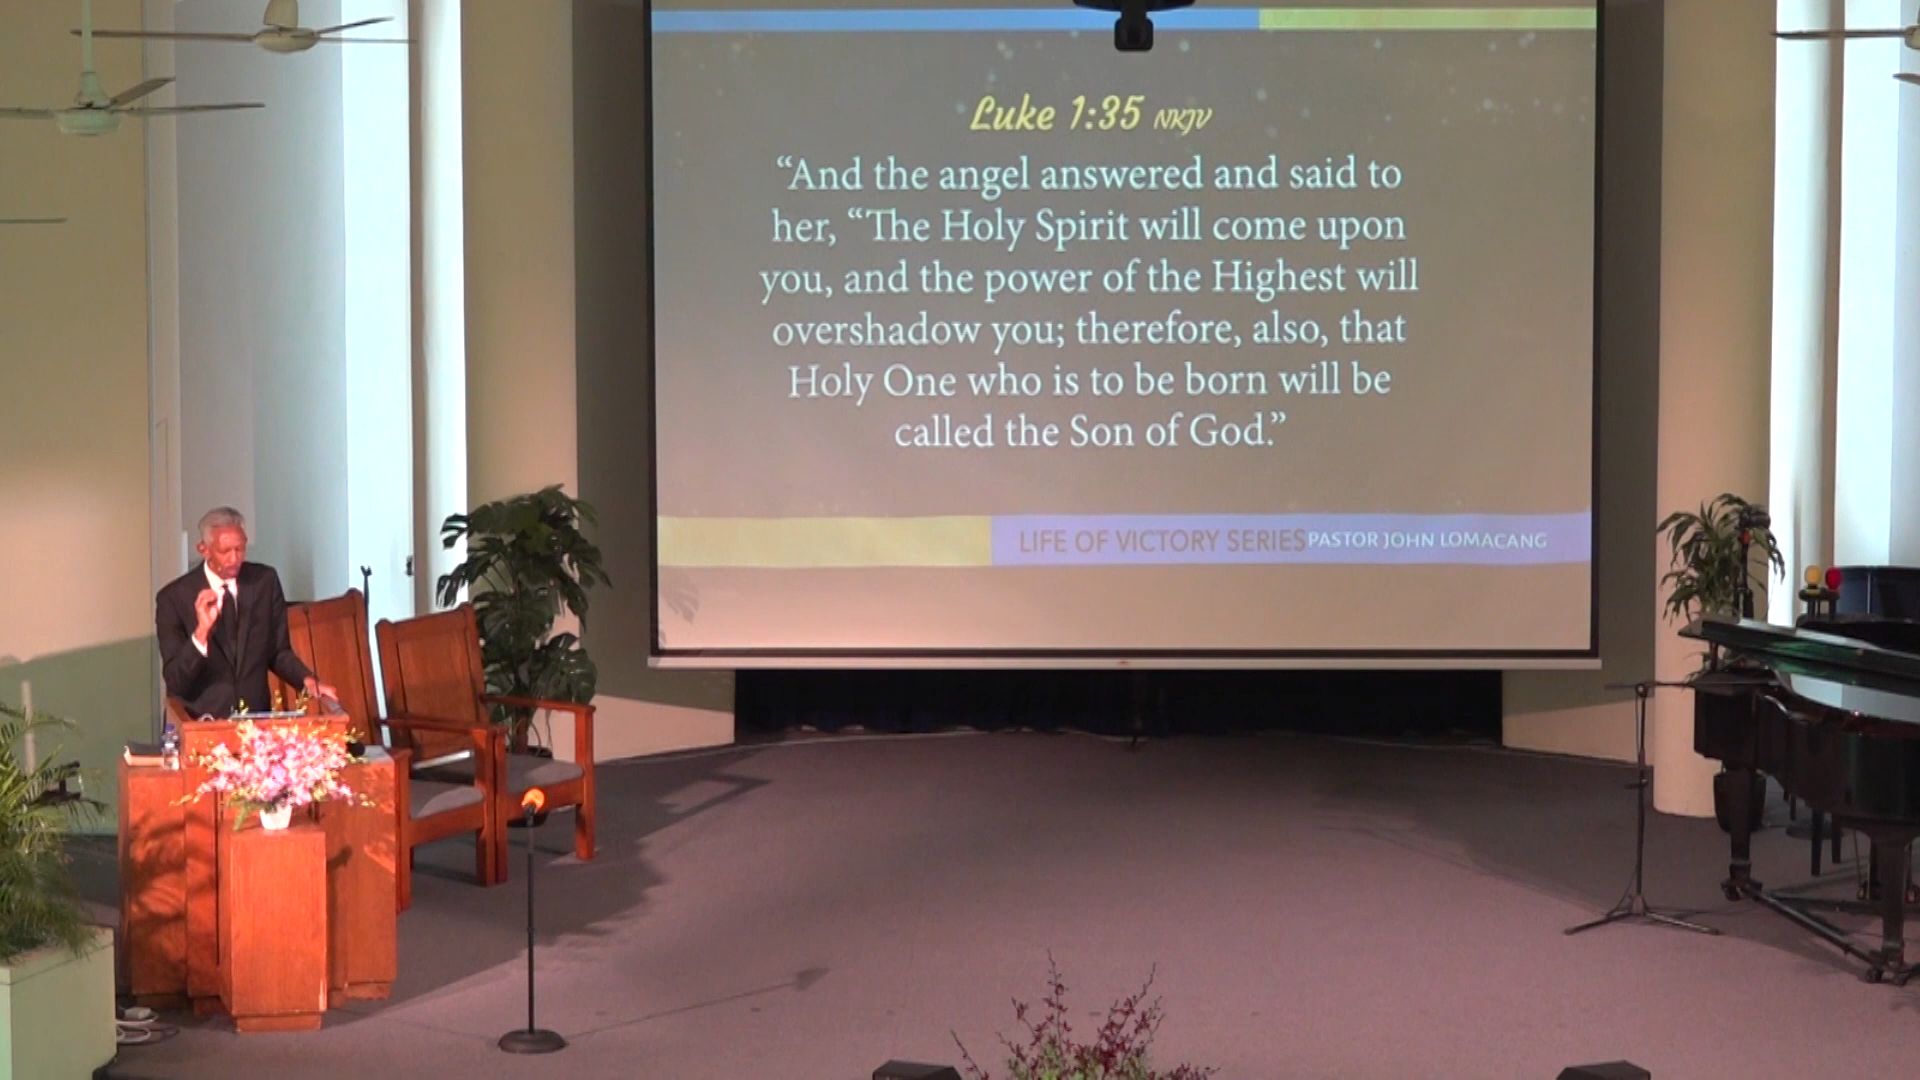 Luke 1:35 NKJV
“And the angel answered and said to
her, “The Holy Spirit will come upon
you, and the power of the Highest will
overshadow you; therefore, also, that
Holy One who is to be born will be
called the Son of God.”
LIFE OF VICTORY SERIES PASTOR JOHN LOMACANG